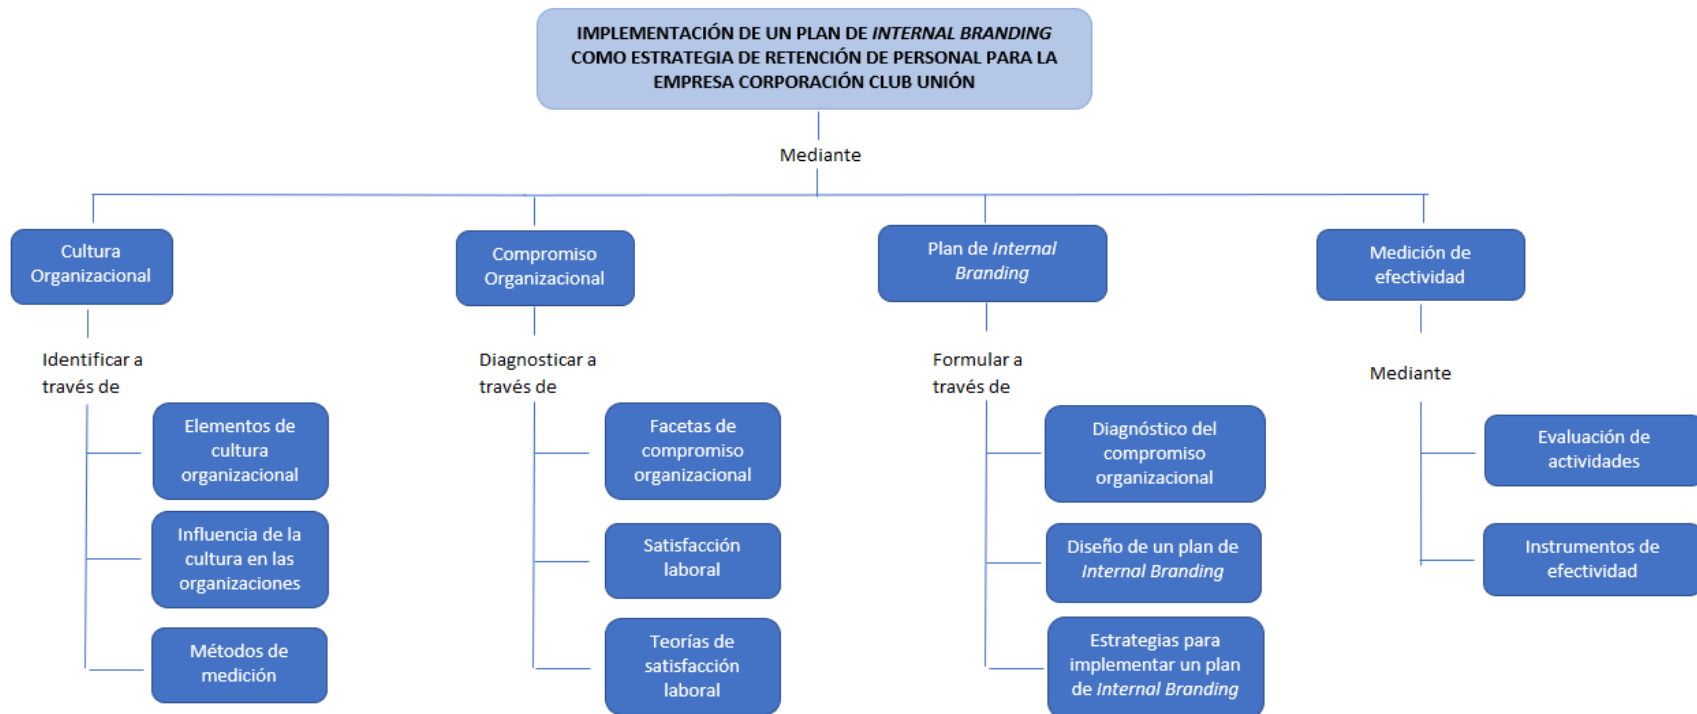 IMPLEMENTACIÓN DE UN PLAN DE INTERNAL BRANDING
COMO ESTRATEGIA DE RETENCIÓN DE PERSONAL PARA LA
EMPRESA CORPORACIÓN CLUB UNIÓN
Mediante
Cultura
Organizacional
Identificar a
través de
Elementos de
cultura
organizacional
Influencia de la
cultura en las
organizaciones
Métodos de
medición
Compromiso
Organizacional
Diagnosticar a
través de
Facetas de
compromiso
organizacional
Satisfacción
laboral
Teorías de
satisfacción
laboral
Plan de Internal
Branding
Formular a
través de
Diagnóstico del
compromiso
organizacional
Diseño de un plan de
Internal Branding
Estrategias para
implementar un plan
de Internal Branding
Medición de
efectividad
Mediante
Evaluación de
actividades
Instrumentos de
efectividad